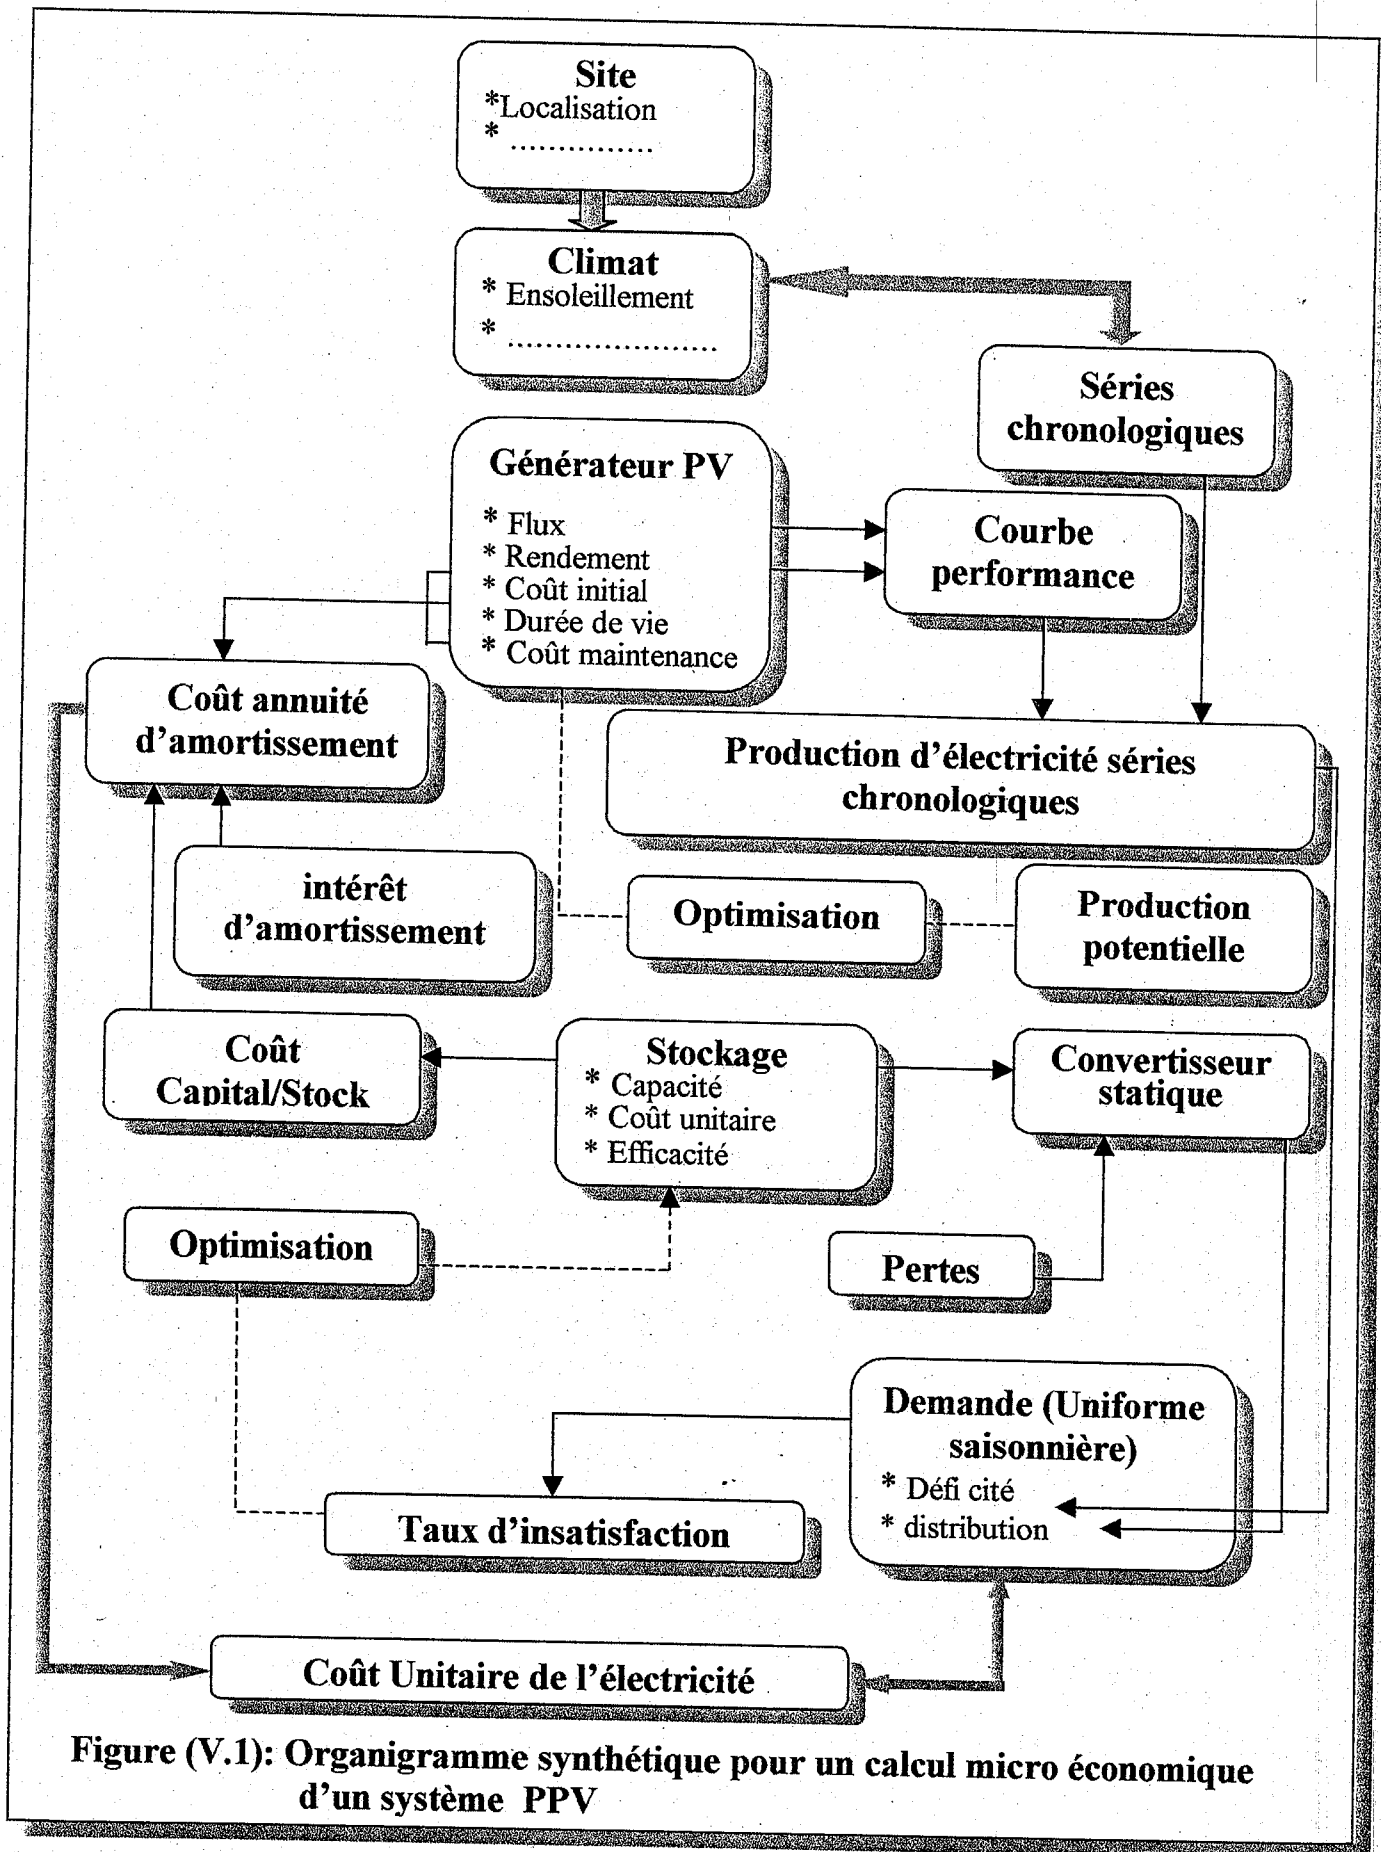 Site
*Localisation
* ...............
Climat
* Ensoleillement
* ......................
Séries
chronologiques
Générateur PV
* Flux
* Rendement
* Coût initial
* Durée de vie
* Coût maintenance
Courbe
performance
Coût annuité
d'amortissement
Production d'électricité séries
chronologiques
intérêt
d'amortissement
Optimisation
Production
potentielle
Coût
Capital/Stock
Stockage
* Capacité
* Coût unitaire
* Efficacité
Convertisseur
statique
Optimisation
Pertes
Demande (Uniforme
saisonnière)
* Défi cité
* distribution
Taux d'insatisfaction
Coût Unitaire de l'électricité
Figure (V.1): Organigramme synthétique pour un calcul micro économique
d'un système PPV